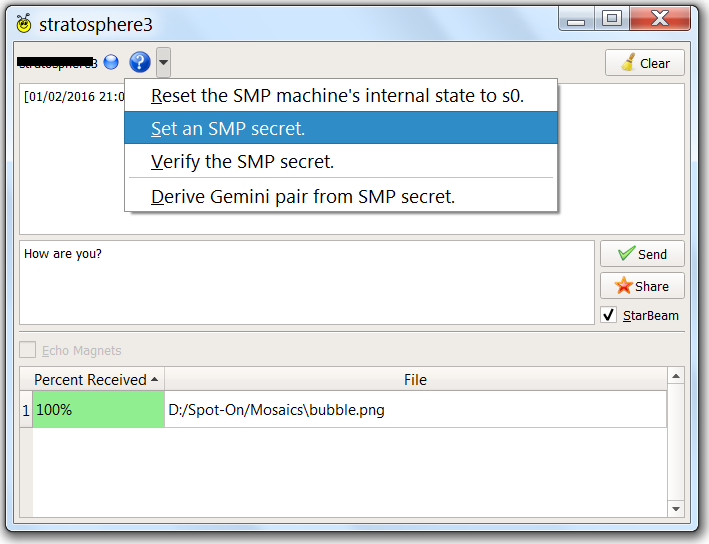 stratosphere3
Clear
[01/02/2016 21:0
Reset the SMP machine's internal state to s0.
Set an SMP secret.
Verify the SMP secret.
Derive Gemini pair from SMP secret.
How are you?
Send
Share
StarBeam
Echo Magnets
Percent Received File
1 100% D:/Spot-On/Mosaics\bubble.png